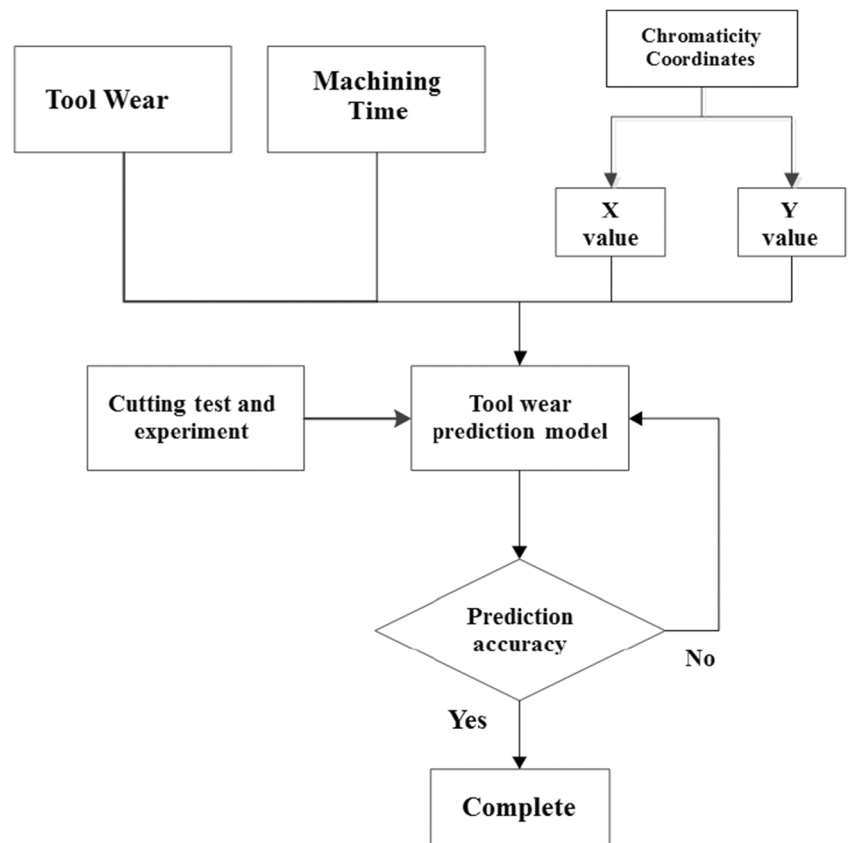 Tool Wear
Machining
Time
Chromaticity
Coordinates
X
value
Y
value
Cutting test and
experiment
Tool wear
prediction model
Prediction
accuracy
No
Yes
Complete